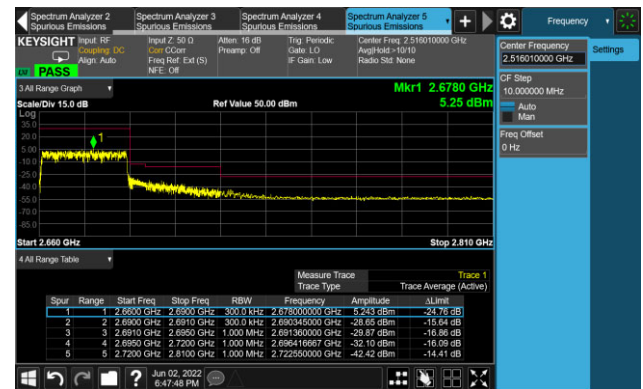 Spectrum Analyzer 2
Spurious Emissions
Spectrum Analyzer 3
Spurious Emissions
Spectrum Analyzer 4
Spurious Emissions
Spectrum Analyzer 5
Spurious Emissions
Frequency
KEYSIGHT
Input: RF
Coupling: DC
Align: Auto
Input Z: 50 Ω
Corr CCorr
Freq Ref: Ext (S)
NFE: Off
Atten: 16 dB
Preamp: Off
Trig: Periodic
Gate: LO
IF Gain: Low
Center Freq: 2.516010000 GHz
Avg|Hold:>10/10
Radio Std: None
PASS
Center Frequency
2.516010000 GHz
Settings
CF Step
10.000000 MHz
Auto
Man
Freq Offset
0 Hz
3 All Range Graph
Mkr1 2.6780 GHz
Scale/Div 15.0 dB
Ref Value 50.00 dBm
5.25 dBm
Log
35.0
20.0
5.00
-10.0
-25.0
-40.0
-55.0
-70.0
-85.0
1
Start 2.660 GHz
Stop 2.810 GHz
4 All Range Table
Measure Trace Trace 1
Trace Type Trace Average (Active)
Spur Range Start Freq Stop Freq RBW Frequency Amplitude ΔLimit
1 1 2.6600 GHz 2.6900 GHz 300.0 kHz 2.678000000 GHz 5.243 dBm -24.76 dB
2 2 2.6900 GHz 2.6910 GHz 300.0 kHz 2.690345000 GHz -28.65 dBm -15.64 dB
3 3 2.6910 GHz 2.6950 GHz 1.000 MHz 2.691360000 GHz -29.87 dBm -16.86 dB
4 4 2.6950 GHz 2.7200 GHz 1.000 MHz 2.696416667 GHz -32.10 dBm -16.09 dB
5 5 2.7200 GHz 2.8100 GHz 1.000 MHz 2.722550000 GHz -42.42 dBm -14.41 dB
Jun 02, 2022
6:47:48 PM